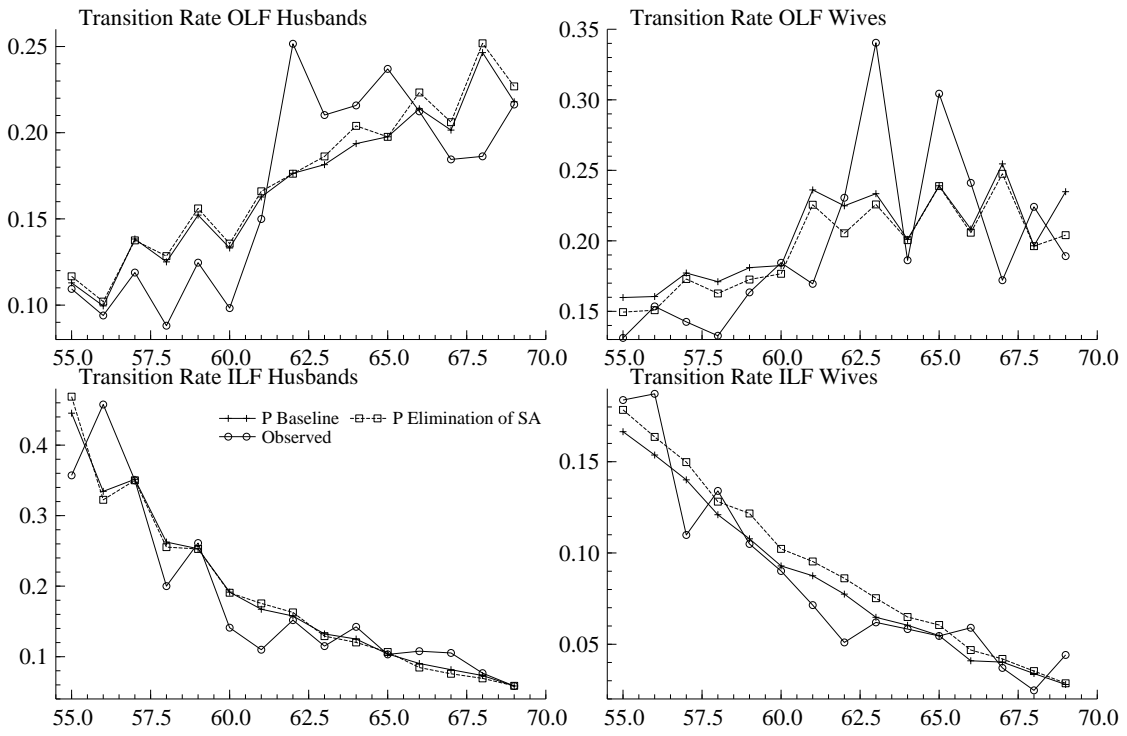 Transition Rate OLF Husbands
0.25
0.20
0.15
0.10
55.0 57.5 60.0 62.5 65.0 67.5 70.0
Transition Rate OLF Wives
0.35
0.30
0.25
0.20
0.15
55.0 57.5 60.0 62.5 65.0 67.5 70.0
Transition Rate ILF Husbands
P Baseline P Elimination of SA
Observed
0.4
0.3
0.2
0.1
55.0 57.5 60.0 62.5 65.0 67.5 70.0
Transition Rate ILF Wives
0.15
0.10
0.05
55.0 57.5 60.0 62.5 65.0 67.5 70.0